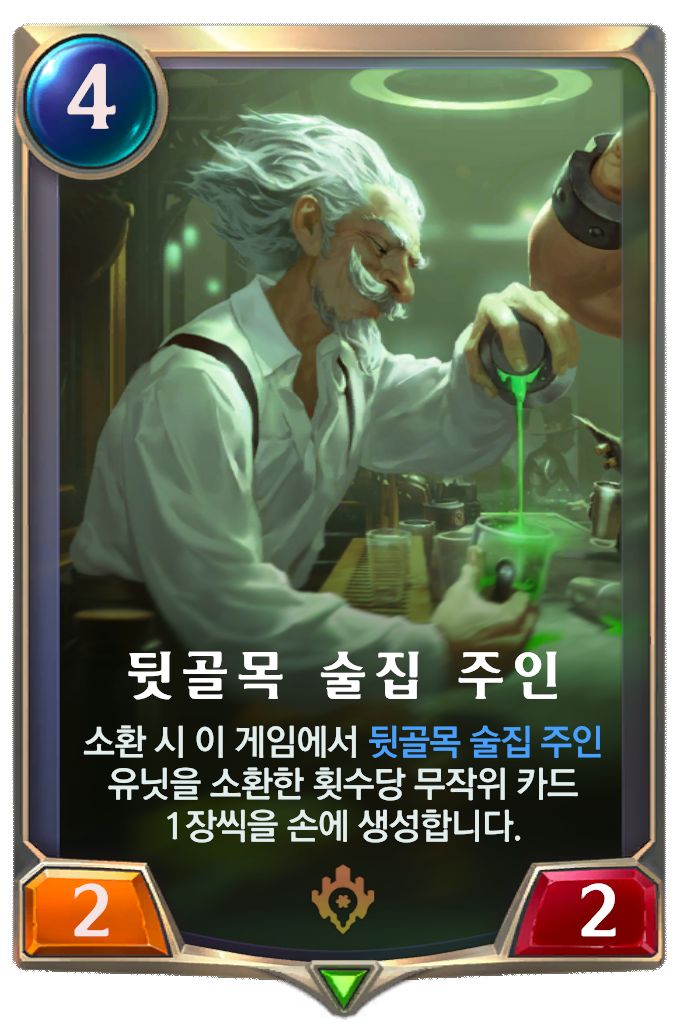 4
뒷골목 술집 주인
소환 시 이 게임에서 뒷골목 술집 주인
유닛을 소환한 횟수당 무작위 카드
1장씩을 손에 생성합니다.
2
2